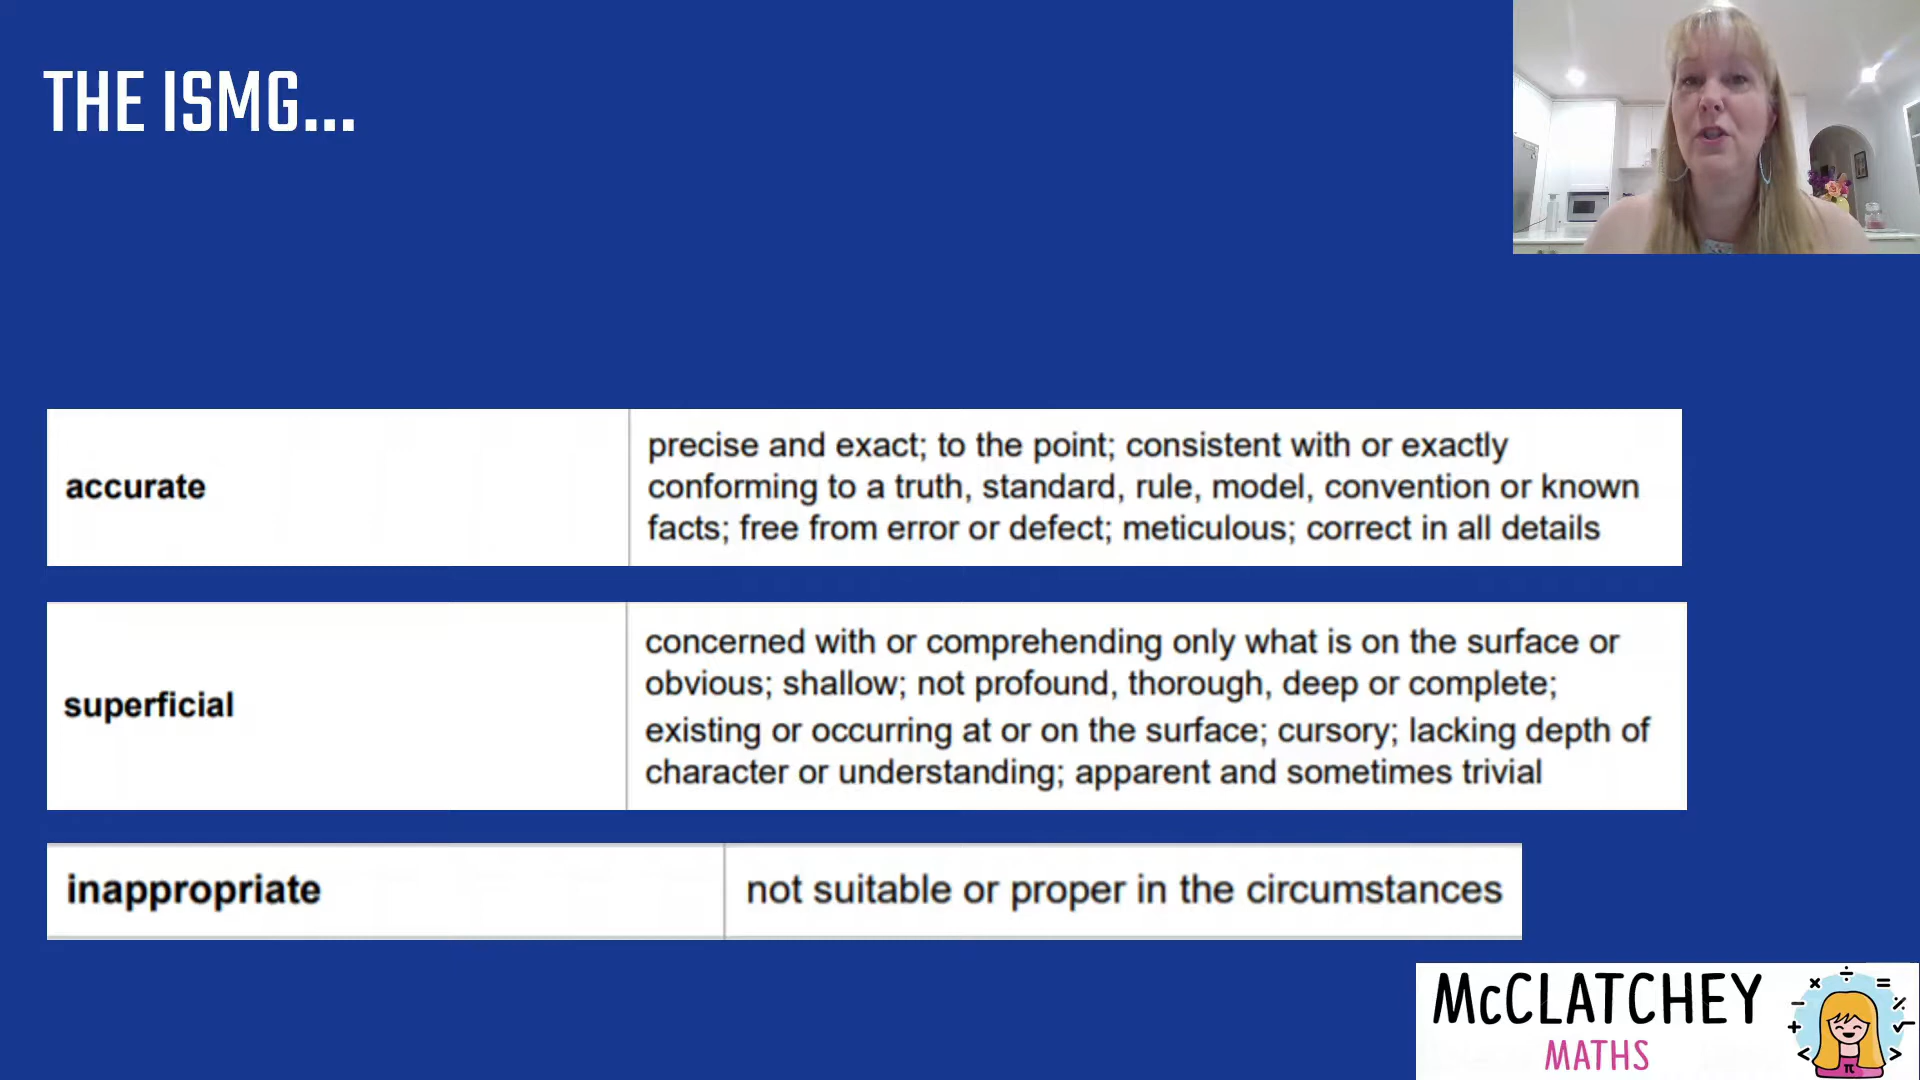 THE ISMG...
accurate
precise and exact; to the point; consistent with or exactly
conforming to a truth, standard, rule, model, convention or known
facts; free from error or defect; meticulous; correct in all details
superficial
concerned with or comprehending only what is on the surface or
obvious; shallow; not profound, thorough, deep or complete;
existing or occurring at or on the surface; cursory; lacking depth of
character or understanding; apparent and sometimes trivial
inappropriate
not suitable or proper in the circumstances
McCLATCHEY
MATHS
× ÷ =
− %
+ √
< >
π